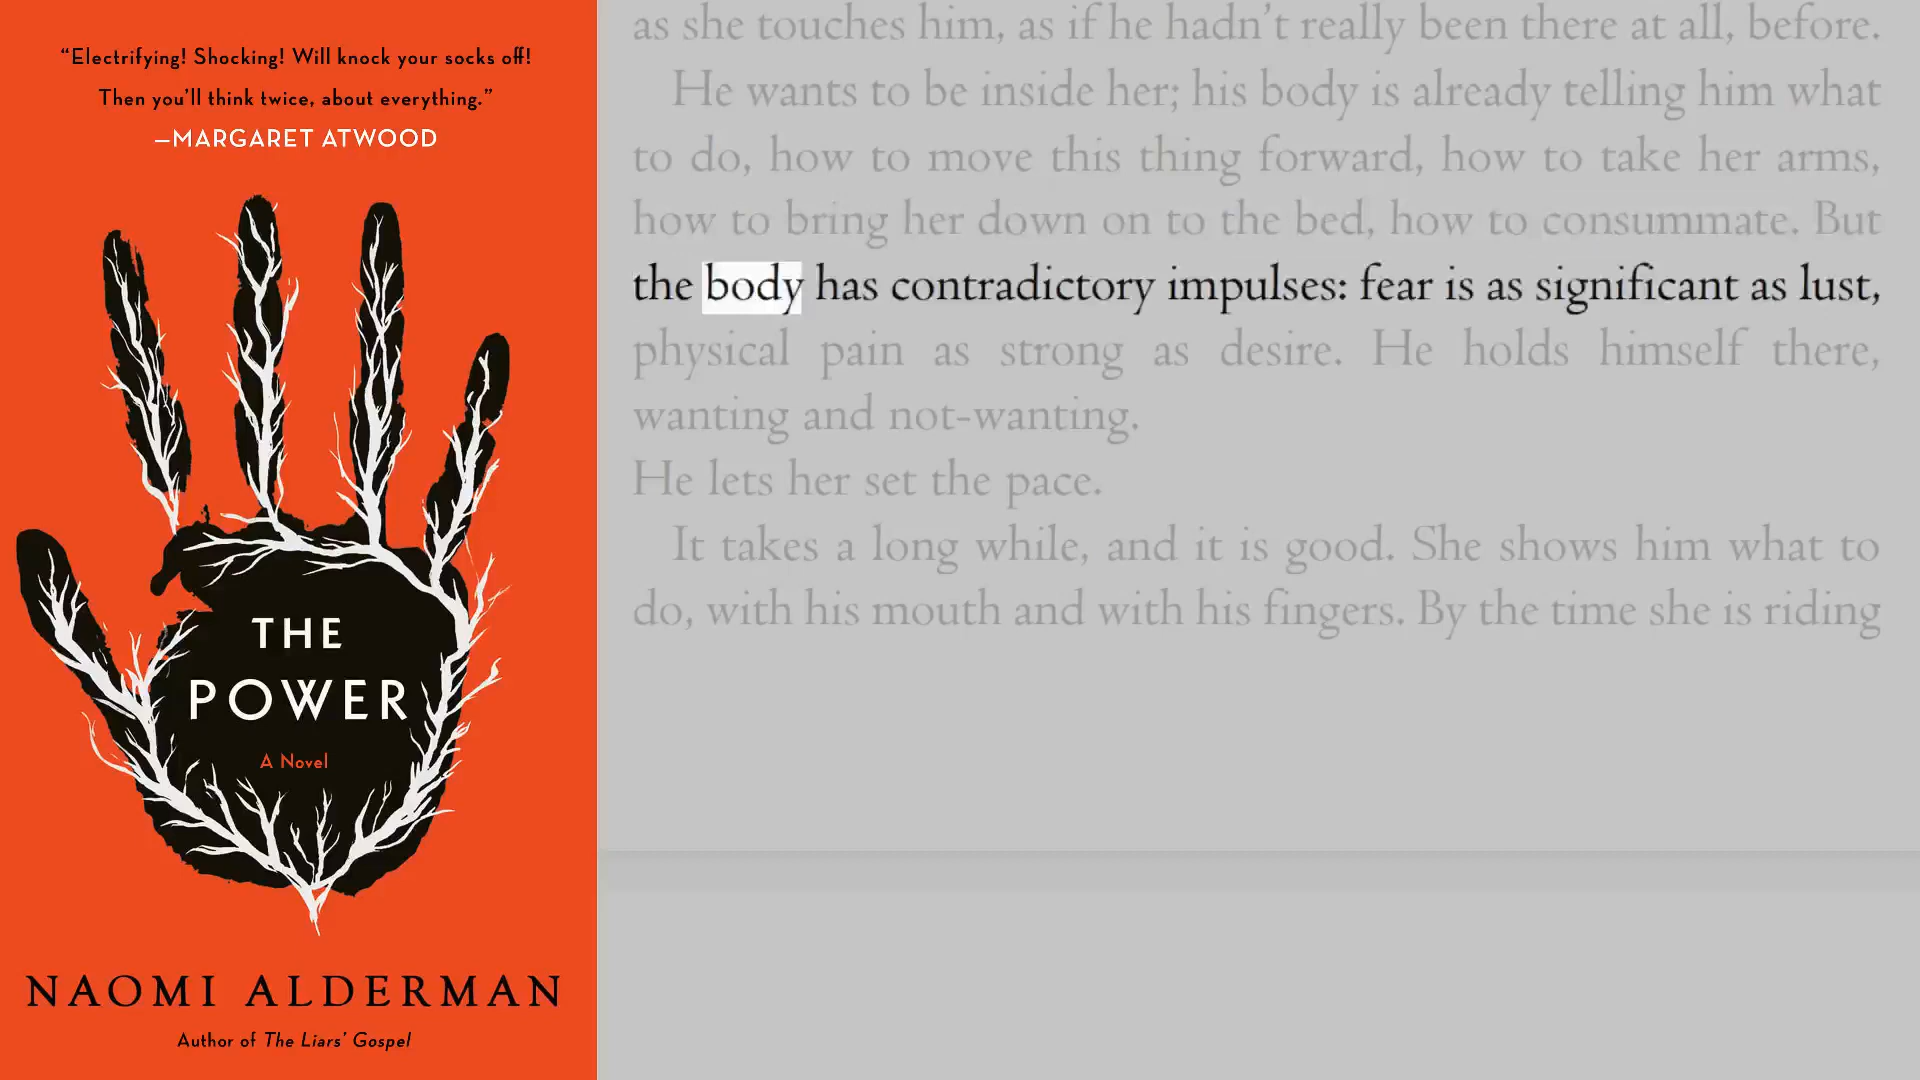 “Electrifying! Shocking! Will knock your socks off!
Then you’ll think twice, about everything.”
—MARGARET ATWOOD
THE
POWER
A Novel
NAOMI ALDERMAN
Author of The Liars’ Gospel
as she touches him, as if he hadn’t really been there at all, before.
He wants to be inside her; his body is already telling him what
to do, how to move this thing forward, how to take her arms,
how to bring her down on to the bed, how to consummate. But
the body has contradictory impulses: fear is as significant as lust,
physical pain as strong as desire. He holds himself there,
wanting and not-wanting.
He lets her set the pace.
It takes a long while, and it is good. She shows him what to
do, with his mouth and with his fingers. By the time she is riding